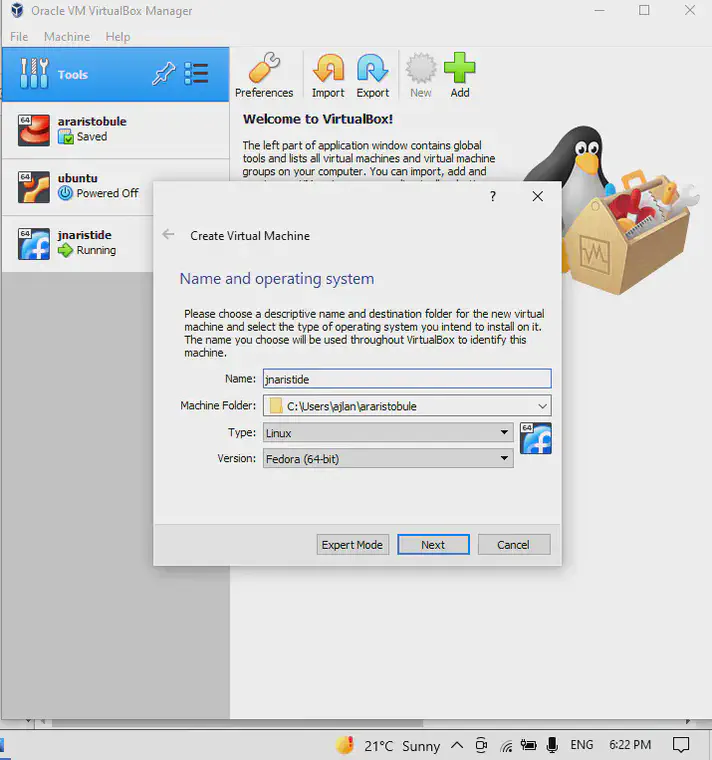 Oracle VM VirtualBox Manager
File Machine Help
Tools
Preferences Import Export New Add
64 araristobule
Saved
64 ubuntu
Powered Off
64 jnaristide
Running
Welcome to VirtualBox!
The left part of application window contains global
tools and lists all virtual machines and virtual machine
groups on your computer. You can import, add and
?
Create Virtual Machine
Name and operating system
Please choose a descriptive name and destination folder for the new virtual
machine and select the type of operating system you intend to install on it.
The name you choose will be used throughout VirtualBox to identify this
machine.
Name: jnaristide
Machine Folder: C:\Users\ajlan\araristobule
Type: Linux
64
Version: Fedora (64-bit)
Expert Mode Next Cancel
21°C Sunny ENG 6:22 PM